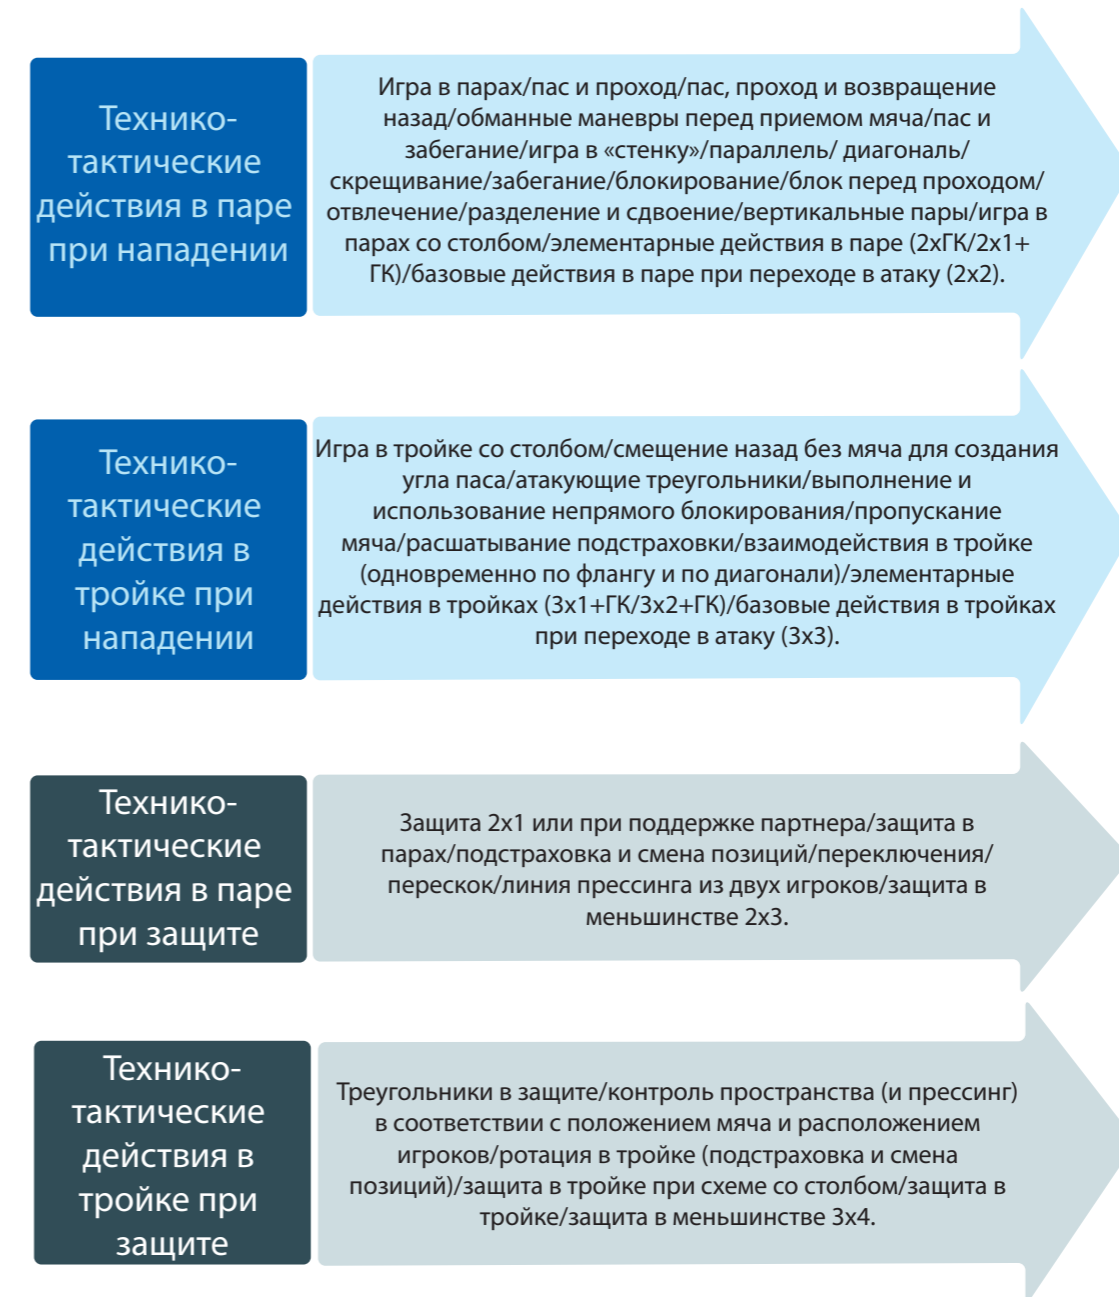 Технико-
тактические
действия в паре
при нападении
Игра в парах/пас и проход/пас, проход и возвращение
назад/обманные маневры перед приемом мяча/пас и
забегание/игра в «стенку»/параллель/ диагональ/
скрещивание/забегание/блокирование/блок перед проходом/
отвлечение/разделение и сдвоение/вертикальные пары/игра в
парах со столбом/элементарные действия в паре (2хГК/2х1+
ГК)/базовые действия в паре при переходе в атаку (2х2).
Технико-
тактические
действия в
тройке при
нападении
Игра в тройке со столбом/смещение назад без мяча для создания
угла паса/атакующие треугольники/выполнение и
использование непрямого блокирования/пропускание
мяча/расшатывание подстраховки/взаимодействия в тройке
(одновременно по флангу и по диагонали)/элементарные
действия в тройках (3х1+ГК/3х2+ГК)/базовые действия в тройках
при переходе в атаку (3х3).
Технико-
тактические
действия в паре
при защите
Защита 2х1 или при поддержке партнера/защита в
парах/подстраховка и смена позиций/переключения/
перескок/линия прессинга из двух игроков/защита в
меньшинстве 2х3.
Технико-
тактические
действия в
тройке при
защите
Треугольники в защите/контроль пространства (и прессинг)
в соответствии с положением мяча и расположением
игроков/ротация в тройке (подстраховка и смена
позиций)/защита в тройке при схеме со столбом/защита в
тройке/защита в меньшинстве 3х4.